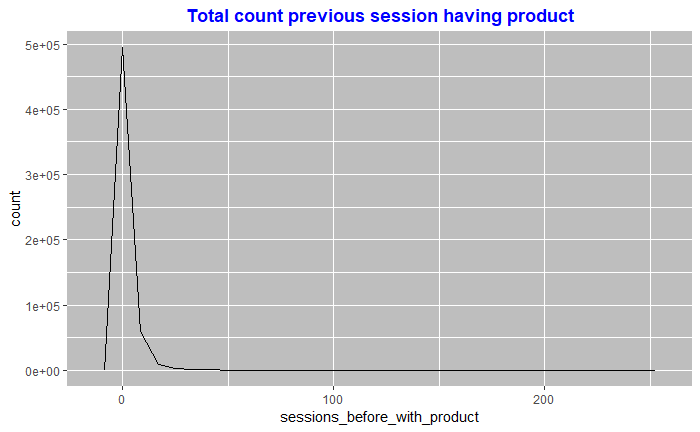 Total count previous session having product
5e+05
4e+05
3e+05
2e+05
1e+05
0e+00
count
0
100
200
sessions_before_with_product